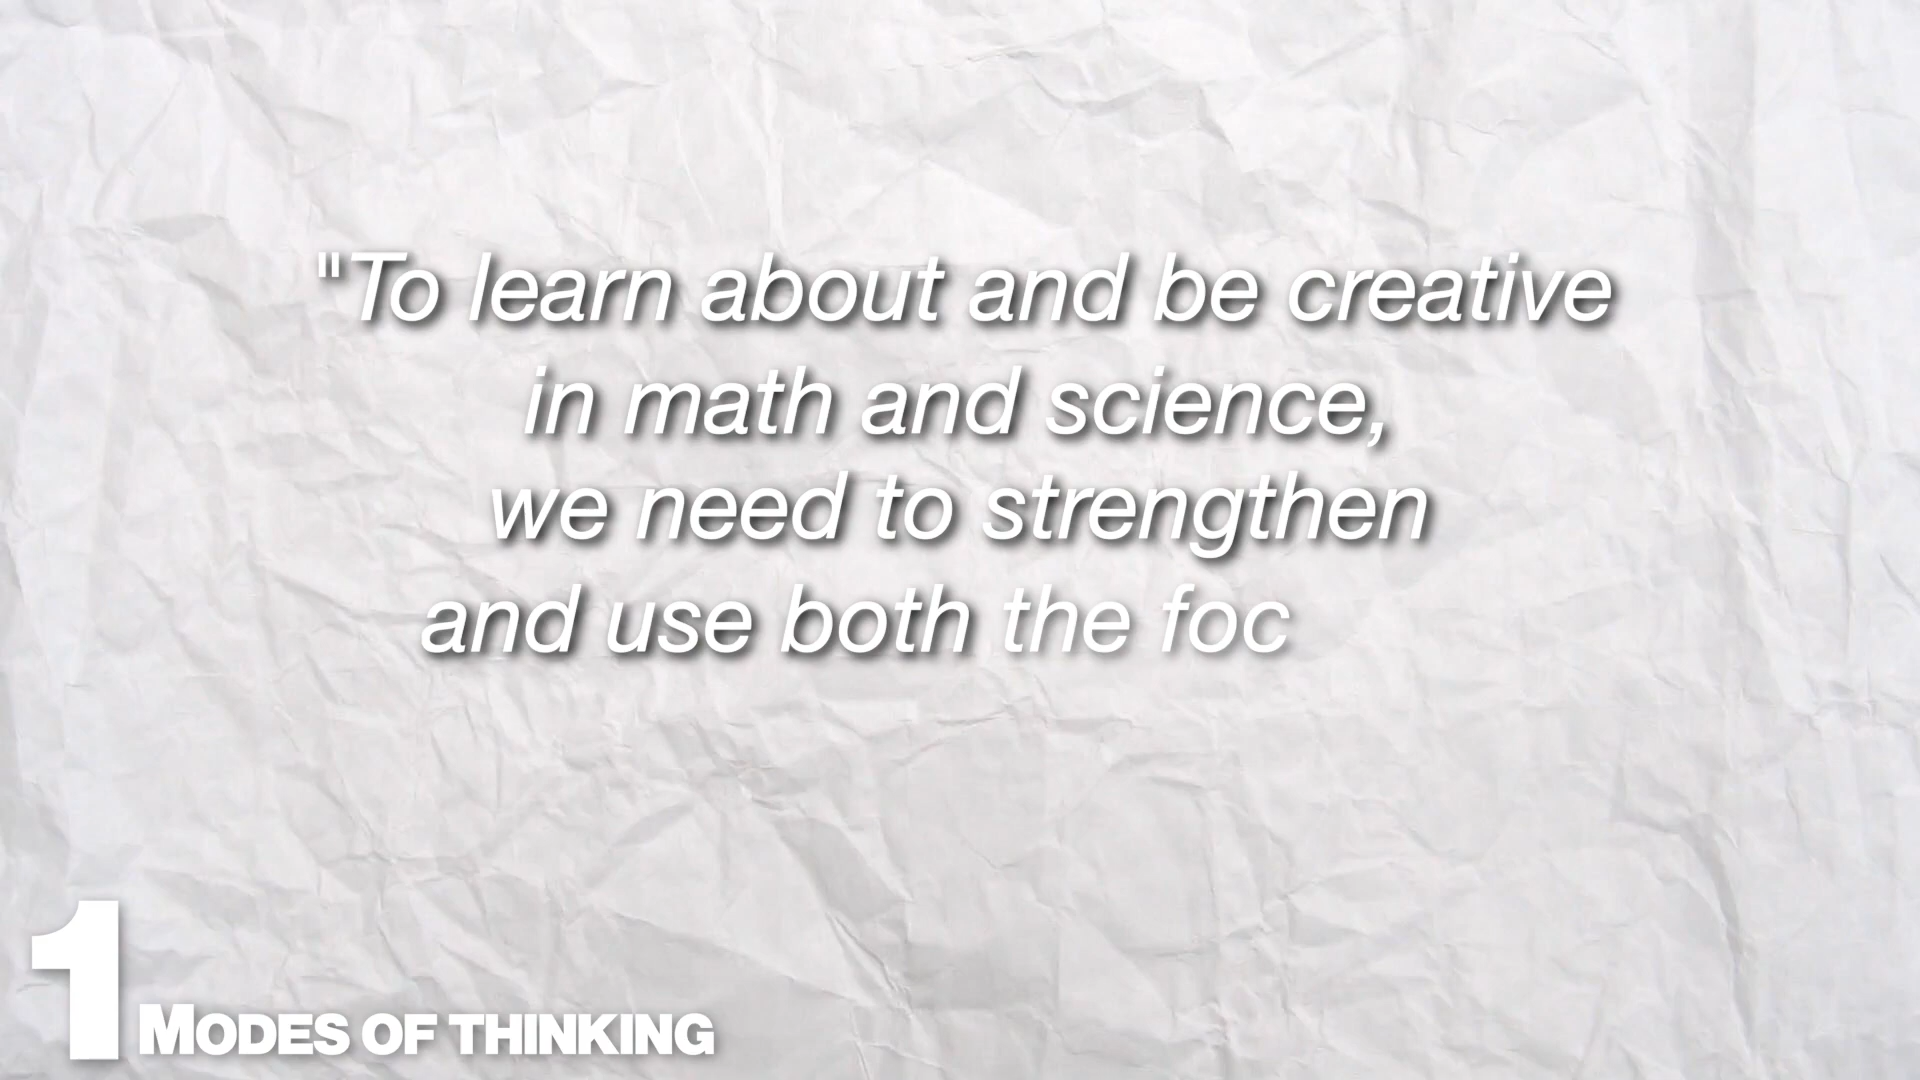 "To learn about and be creative
in math and science,
we need to strengthen
and use both the foc
1 MODES OF THINKING